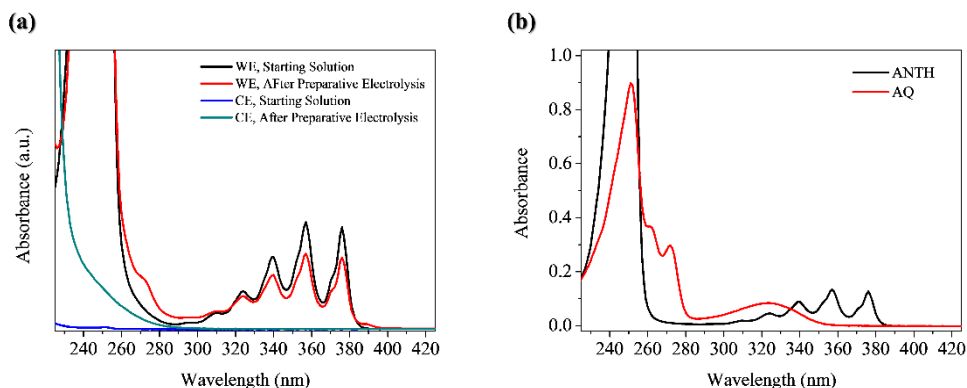 (a)
WE, Starting Solution
WE, AFter Preparative Electrolysis
CE, Starting Solution
CE, After Preparative Electrolysis
Absorbance (a.u.)
240 260 280 300 320 340 360 380 400 420
Wavelength (nm)
(b)
ANTH
AQ
Absorbance
1.0
0.8
0.6
0.4
0.2
0.0
240 260 280 300 320 340 360 380 400 420
Wavelength (nm)